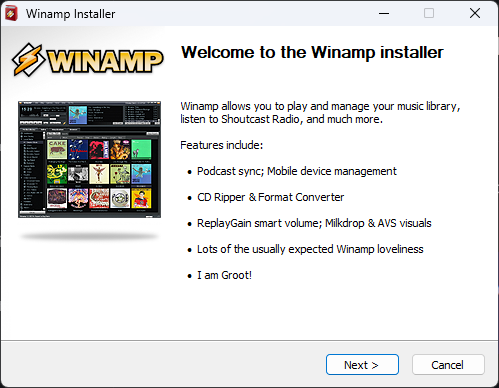 Winamp Installer
WINAMP
Welcome to the Winamp installer
Winamp allows you to play and manage your music library,
listen to Shoutcast Radio, and much more.
Features include:
• Podcast sync; Mobile device management
• CD Ripper & Format Converter
• ReplayGain smart volume; Milkdrop & AVS visuals
• Lots of the usually expected Winamp loveliness
• I am Groot!
Next >
Cancel